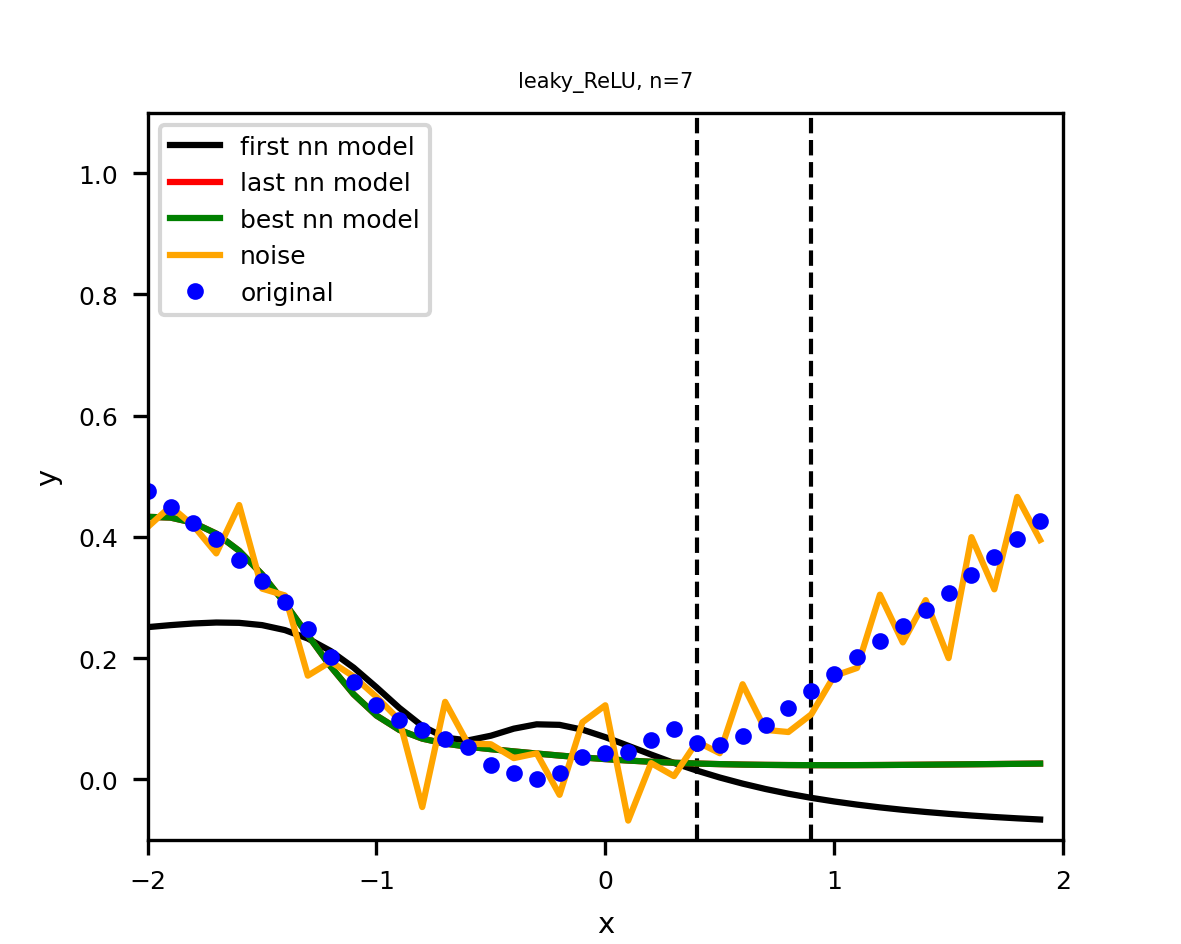 leaky_ReLU, n=7
first nn model
last nn model
best nn model
noise
original
1.0
0.8
0.6
0.4
0.2
0.0
y
−2
−1
0
1
2
x